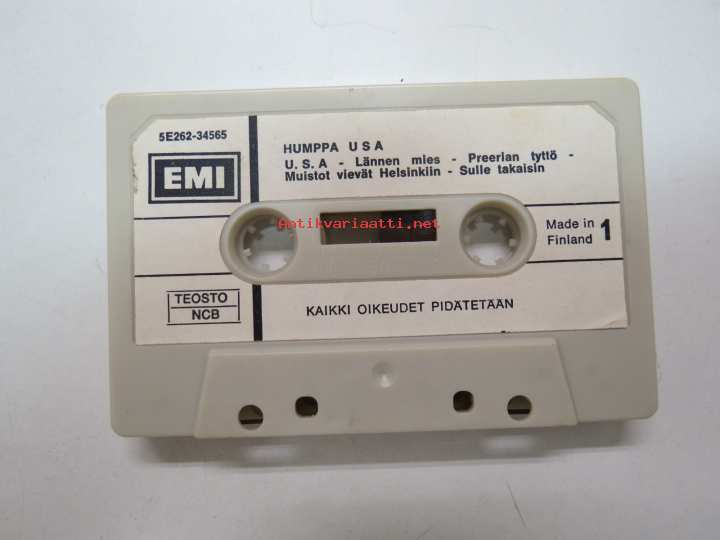 5E262-34565
EMI
HUMPPA U S A
U. S. A - Lännen mies - Preerian tyttö -
Muistot vievät Helsinkiin - Sulle takaisin
Antikvariaatti.net
Made in
Finland
1
TEOSTO
NCB
KAIKKI OIKEUDET PIDÄTETÄÄN